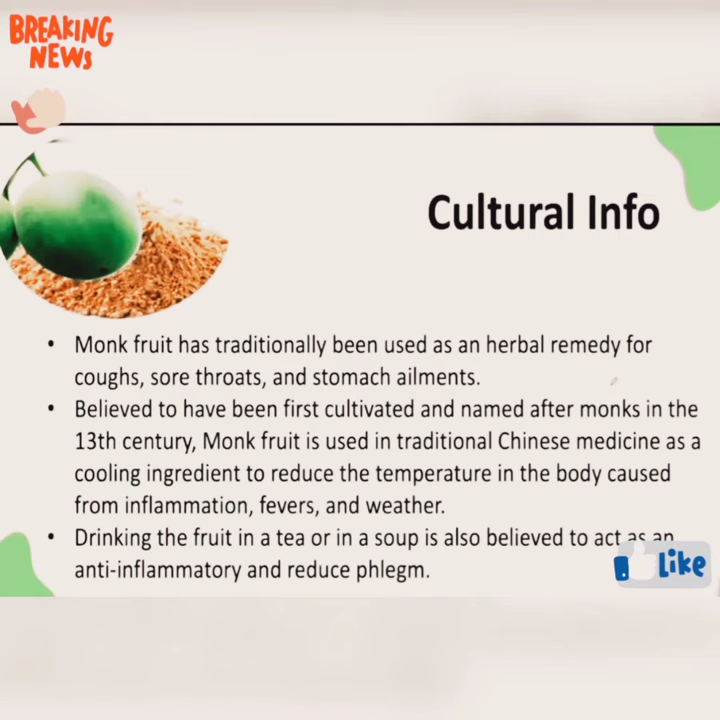 BREAKING
NEWS
Cultural Info
• Monk fruit has traditionally been used as an herbal remedy for
coughs, sore throats, and stomach ailments.
• Believed to have been first cultivated and named after monks in the
13th century, Monk fruit is used in traditional Chinese medicine as a
cooling ingredient to reduce the temperature in the body caused
from inflammation, fevers, and weather.
• Drinking the fruit in a tea or in a soup is also believed to act as an
anti-inflammatory and reduce phlegm.
Like